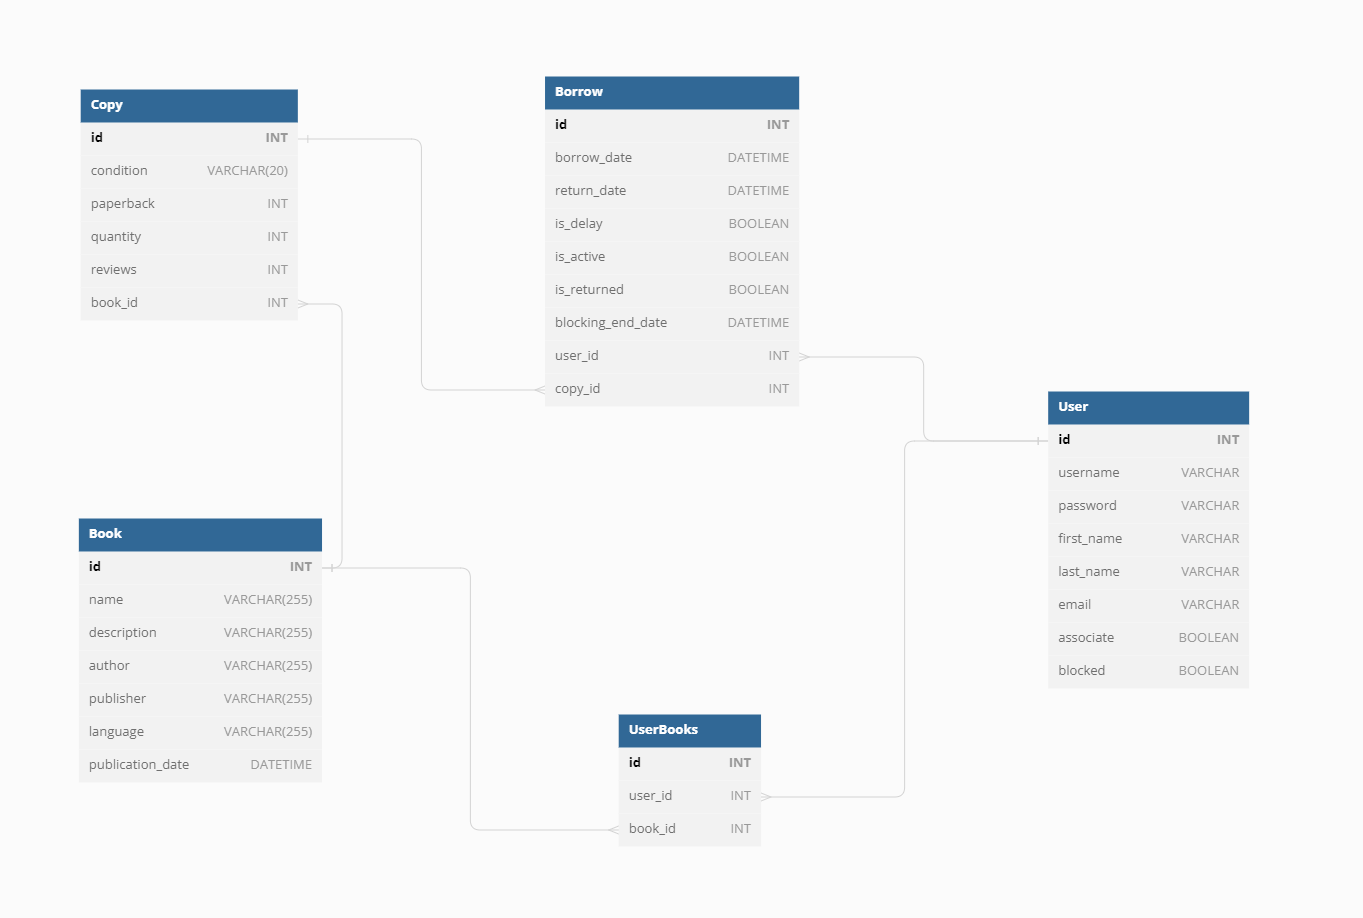 Copy
id INT
condition VARCHAR(20)
paperback INT
quantity INT
reviews INT
book_id INT
Borrow
id INT
borrow_date DATETIME
return_date DATETIME
is_delay BOOLEAN
is_active BOOLEAN
is_returned BOOLEAN
blocking_end_date DATETIME
user_id INT
copy_id INT
User
id INT
username VARCHAR
password VARCHAR
first_name VARCHAR
last_name VARCHAR
email VARCHAR
associate BOOLEAN
blocked BOOLEAN
Book
id INT
name VARCHAR(255)
description VARCHAR(255)
author VARCHAR(255)
publisher VARCHAR(255)
language VARCHAR(255)
publication_date DATETIME
UserBooks
id INT
user_id INT
book_id INT